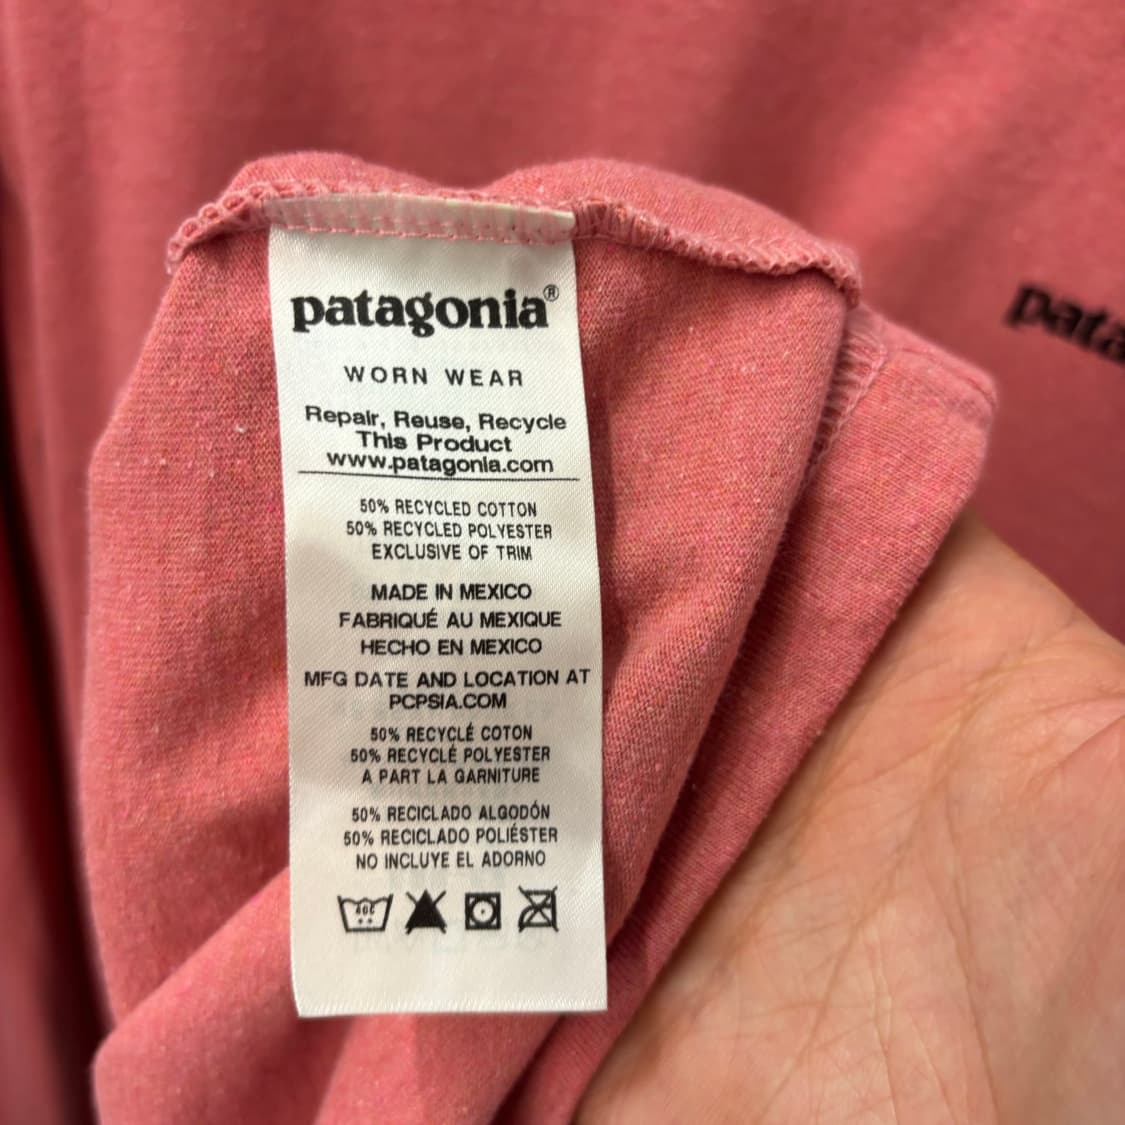 patagonia®
WORN WEAR
Repair, Reuse, Recycle
This Product
www.patagonia.com
50% RECYCLED COTTON
50% RECYCLED POLYESTER
EXCLUSIVE OF TRIM
MADE IN MEXICO
FABRIQUÉ AU MEXIQUE
HECHO EN MEXICO
MFG DATE AND LOCATION AT
PCPSIA.COM
50% RECYCLÉ COTON
50% RECYCLÉ POLYESTER
A PART LA GARNITURE
50% RECICLADO ALGODÓN
50% RECICLADO POLIÉSTER
NO INCLUYE EL ADORNO